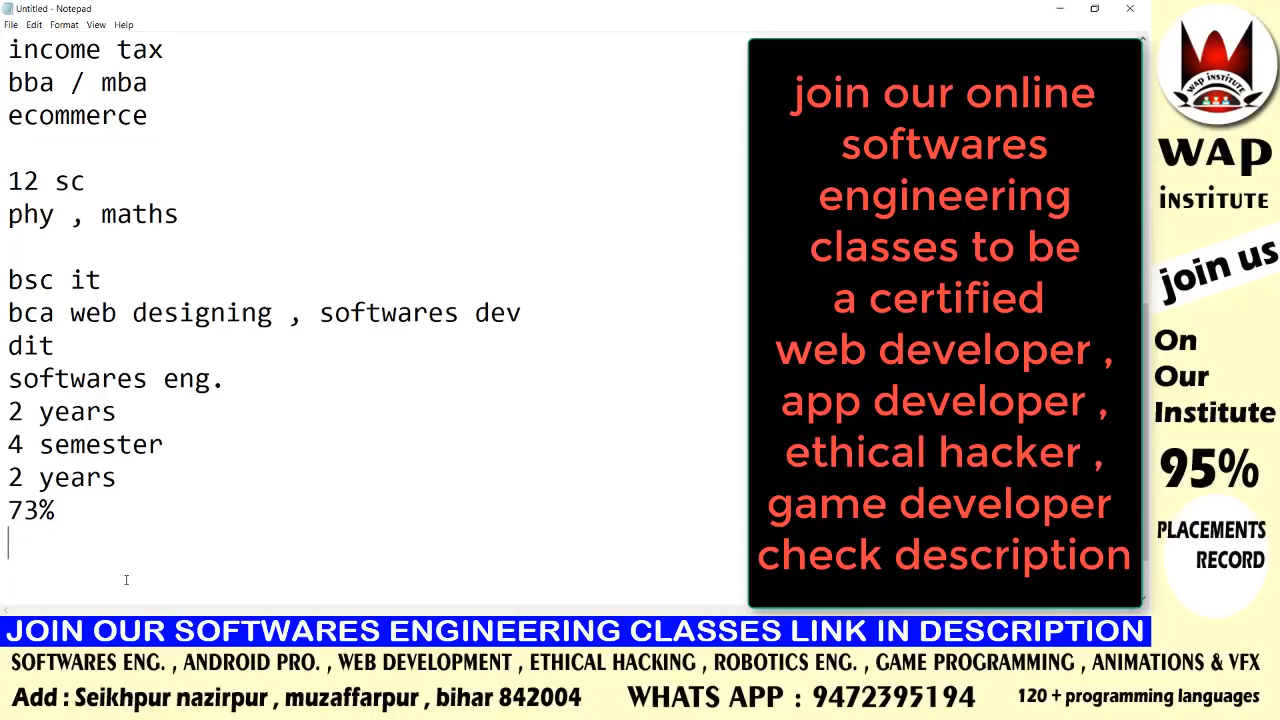 Untitled - Notepad
File Edit Format View Help
income tax
bba / mba
ecommerce
12 sc
phy , maths
bsc it
bca web designing , softwares dev
dit
softwares eng.
2 years
4 semester
2 years
73%
join our online
softwares
engineering
classes to be
a certified
web developer ,
app developer ,
ethical hacker ,
game developer
check description
wap institute
WAP
INSTITUTE
join us
On
Our
Institute
95%
PLACEMENTS
RECORD
JOIN OUR SOFTWARES ENGINEERING CLASSES LINK IN DESCRIPTION
SOFTWARES ENG. , ANDROID PRO. , WEB DEVELOPMENT , ETHICAL HACKING , ROBOTICS ENG. , GAME PROGRAMMING , ANIMATIONS & VFX
Add : Seikhpur nazirpur , muzaffarpur , bihar 842004 WHATS APP : 9472395194 120 + programming languages